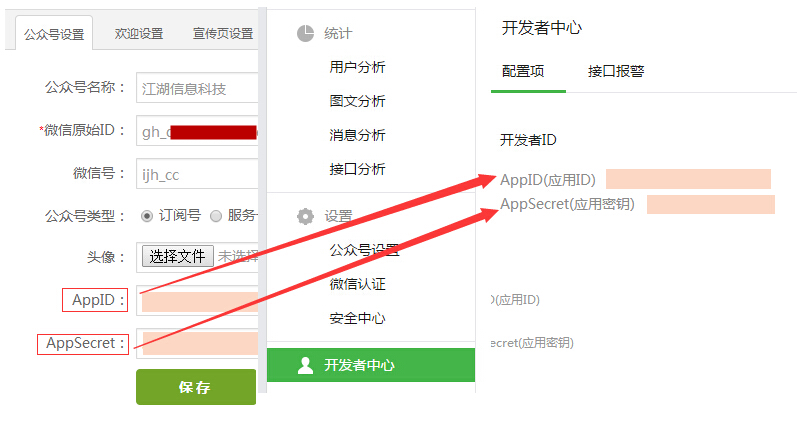 公众号设置 欢迎设置 宣传页设置
公众号名称： 江湖信息科技
*微信原始ID： gh_
微信号： ijh_cc
公众号类型： 订阅号 服务
头像： 选择文件 未选择
AppID：
AppSecret：
保存
统计
用户分析
图文分析
消息分析
接口分析
设置
公众号设置
微信认证
安全中心
开发者中心
开发者中心
配置项 接口报警
开发者ID
AppID(应用ID)
AppSecret(应用密钥)
(应用ID)
ecret(应用密钥)